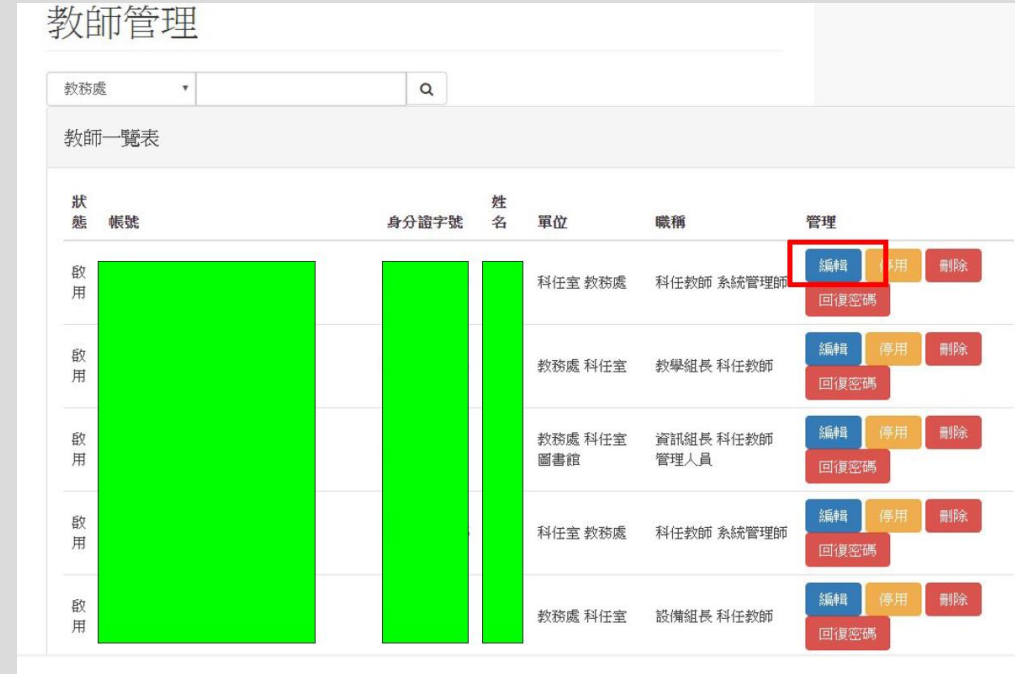 教師管理
教務處
教師一覽表
狀態 帳號 身分證字號 姓名 單位 職稱 管理
啟用 科任室 教務處 科任教師 系統管理師 編輯 停用 刪除
回復密碼
啟用 教務處 科任室 教學組長 科任教師 編輯 停用 刪除
回復密碼
啟用 教務處 科任室 資訊組長 科任教師 編輯 停用 刪除
圖書館 管理人員 回復密碼
啟用 科任室 教務處 科任教師 系統管理師 編輯 停用 刪除
回復密碼
啟用 教務處 科任室 設備組長 科任教師 編輯 停用 刪除
回復密碼